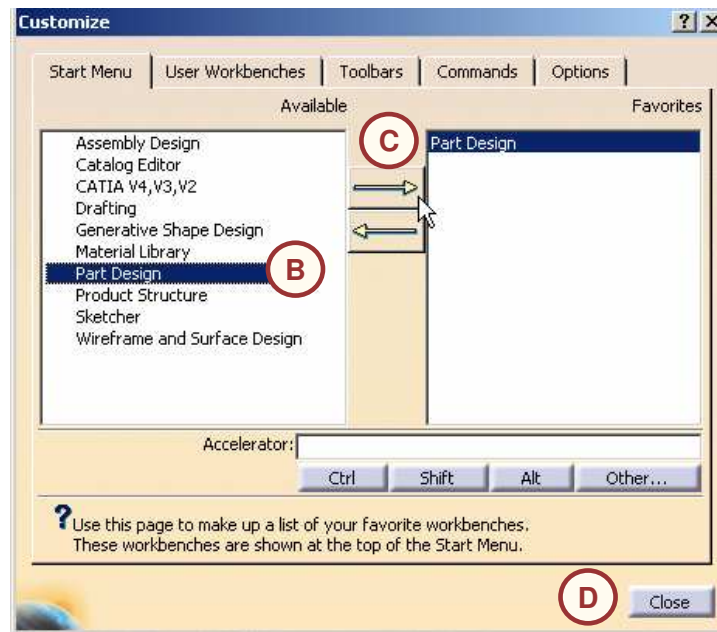 Customize
Start Menu User Workbenches Toolbars Commands Options
Available Favorites
Assembly Design
Catalog Editor
CATIA V4,V3,V2
Drafting
Generative Shape Design
Material Library
Part Design
Product Structure
Sketcher
Wireframe and Surface Design
B
C
Part Design
Accelerator:
Ctrl Shift Alt Other...
? Use this page to make up a list of your favorite workbenches.
These workbenches are shown at the top of the Start Menu.
D Close